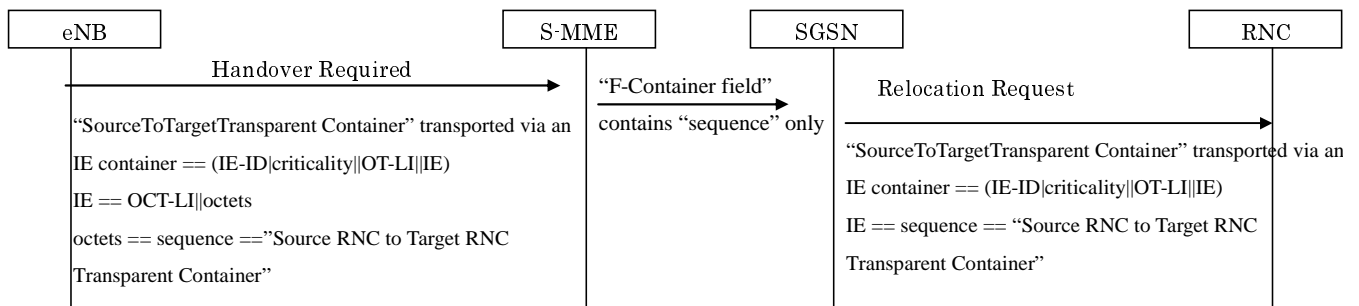 eNB
S-MME
SGSN
RNC
Handover Required
“F-Container field”
contains “sequence” only
Relocation Request
“SourceToTargetTransparent Container” transported via an
IE container == (IE-ID|criticality||OT-LI||IE)
IE == OCT-LI||octets
octets == sequence ==”Source RNC to Target RNC
Transparent Container”
“SourceToTargetTransparent Container” transported via an
IE container == (IE-ID|criticality||OT-LI||IE)
IE == sequence == “Source RNC to Target RNC
Transparent Container”